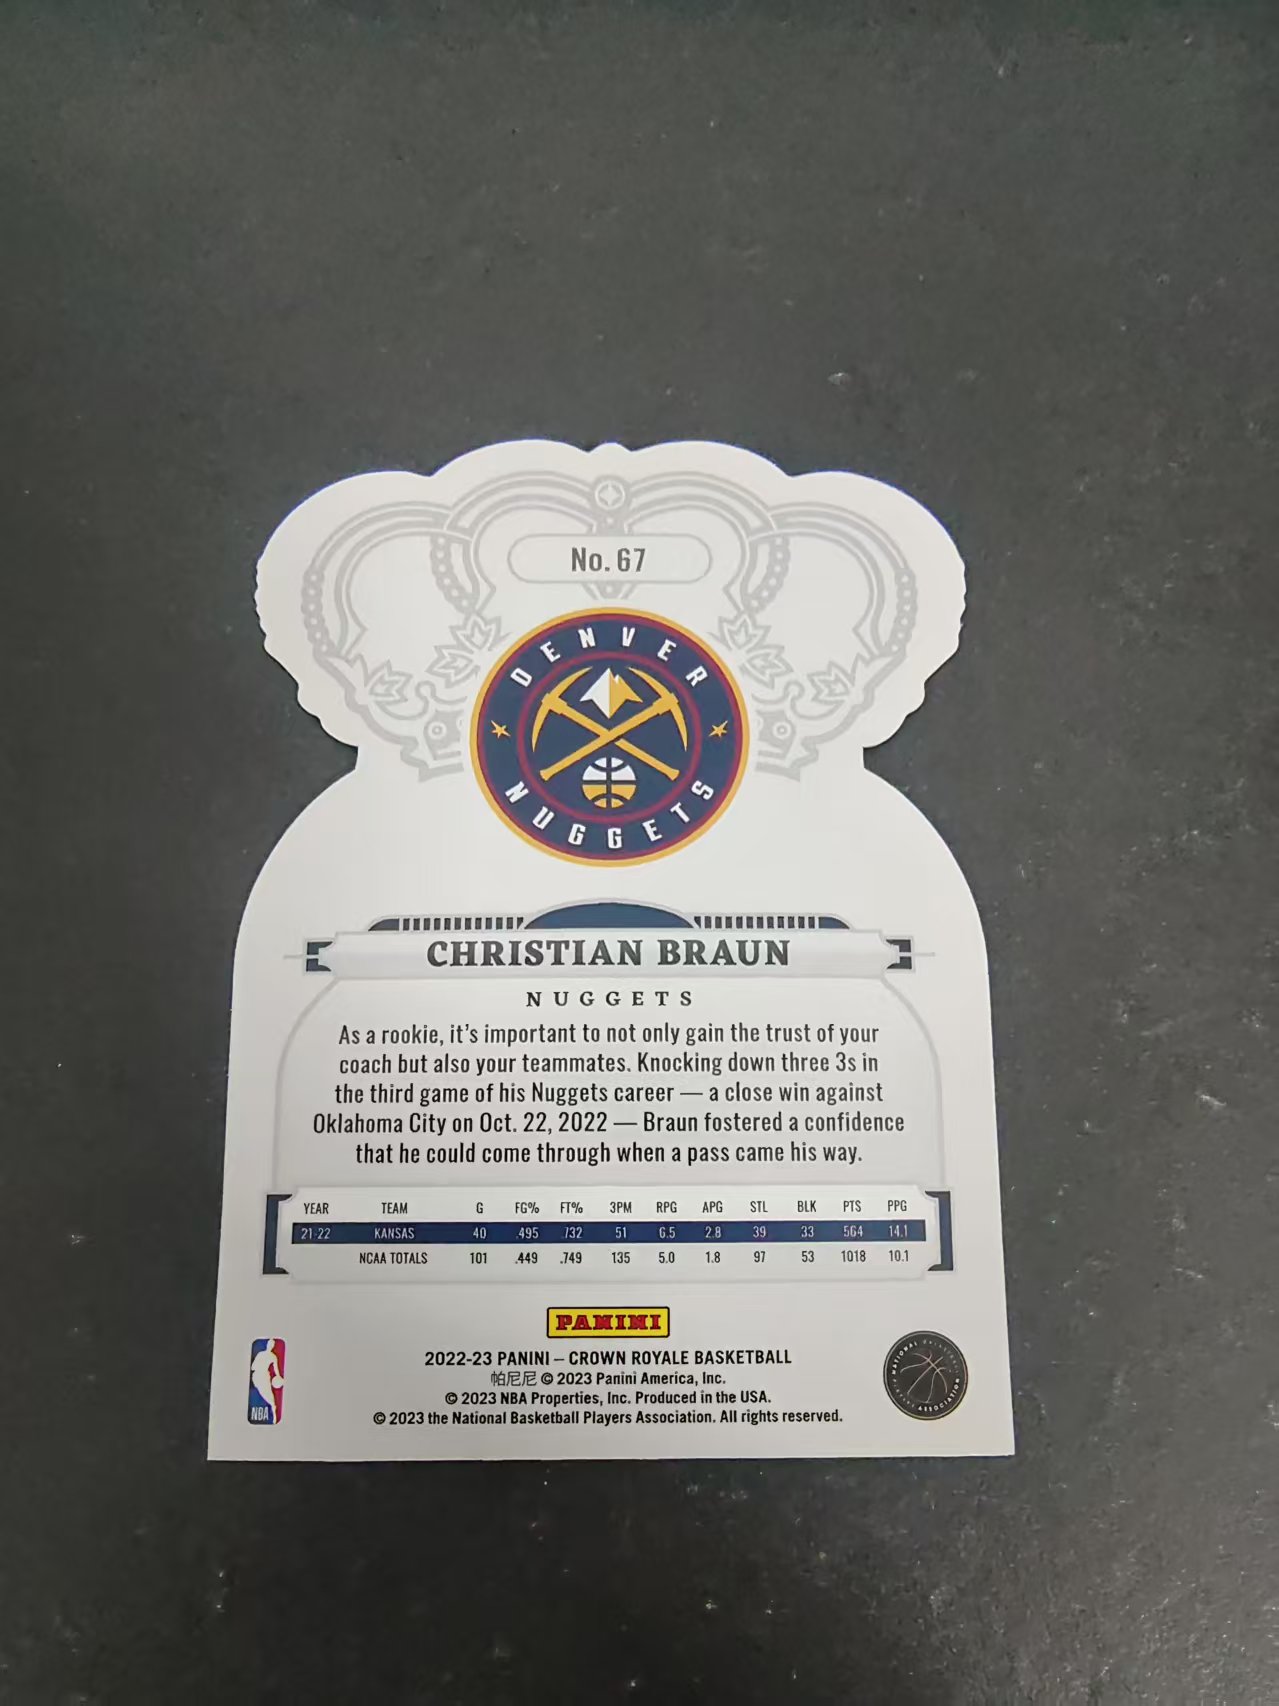 No. 67
DENVER
NUGGETS
CHRISTIAN BRAUN
NUGGETS
As a rookie, it's important to not only gain the trust of your
coach but also your teammates. Knocking down three 3s in
the third game of his Nuggets career — a close win against
Oklahoma City on Oct. 22, 2022 — Braun fostered a confidence
that he could come through when a pass came his way.
YEAR TEAM G FG% FT% 3PM RPG APG STL BLK PTS PPG
21-22 KANSAS 40 .495 .732 51 6.5 2.8 39 33 564 14.1
NCAA TOTALS 101 .449 .749 135 5.0 1.8 97 53 1018 10.1
PANINI
2022-23 PANINI – CROWN ROYALE BASKETBALL
帕尼尼 © 2023 Panini America, Inc.
© 2023 NBA Properties, Inc. Produced in the USA.
© 2023 the National Basketball Players Association. All rights reserved.
NBA
NATIONAL BASKETBALL
PLAYERS ASSOCIATION